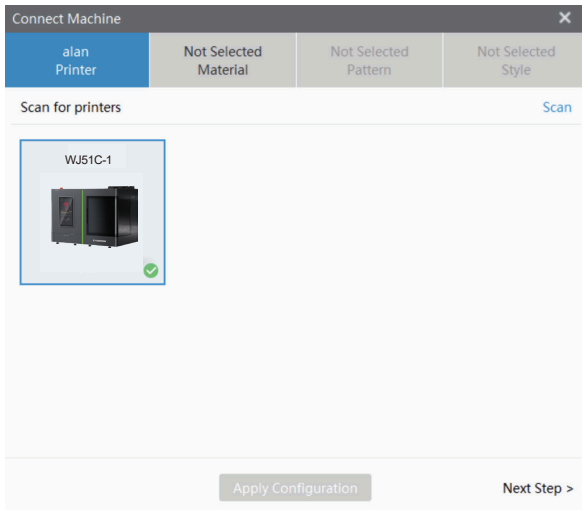 Connect Machine
alan
Printer
Not Selected
Material
Not Selected
Pattern
Not Selected
Style
Scan for printers
Scan
WJ51C-1
Apply Configuration
Next Step >